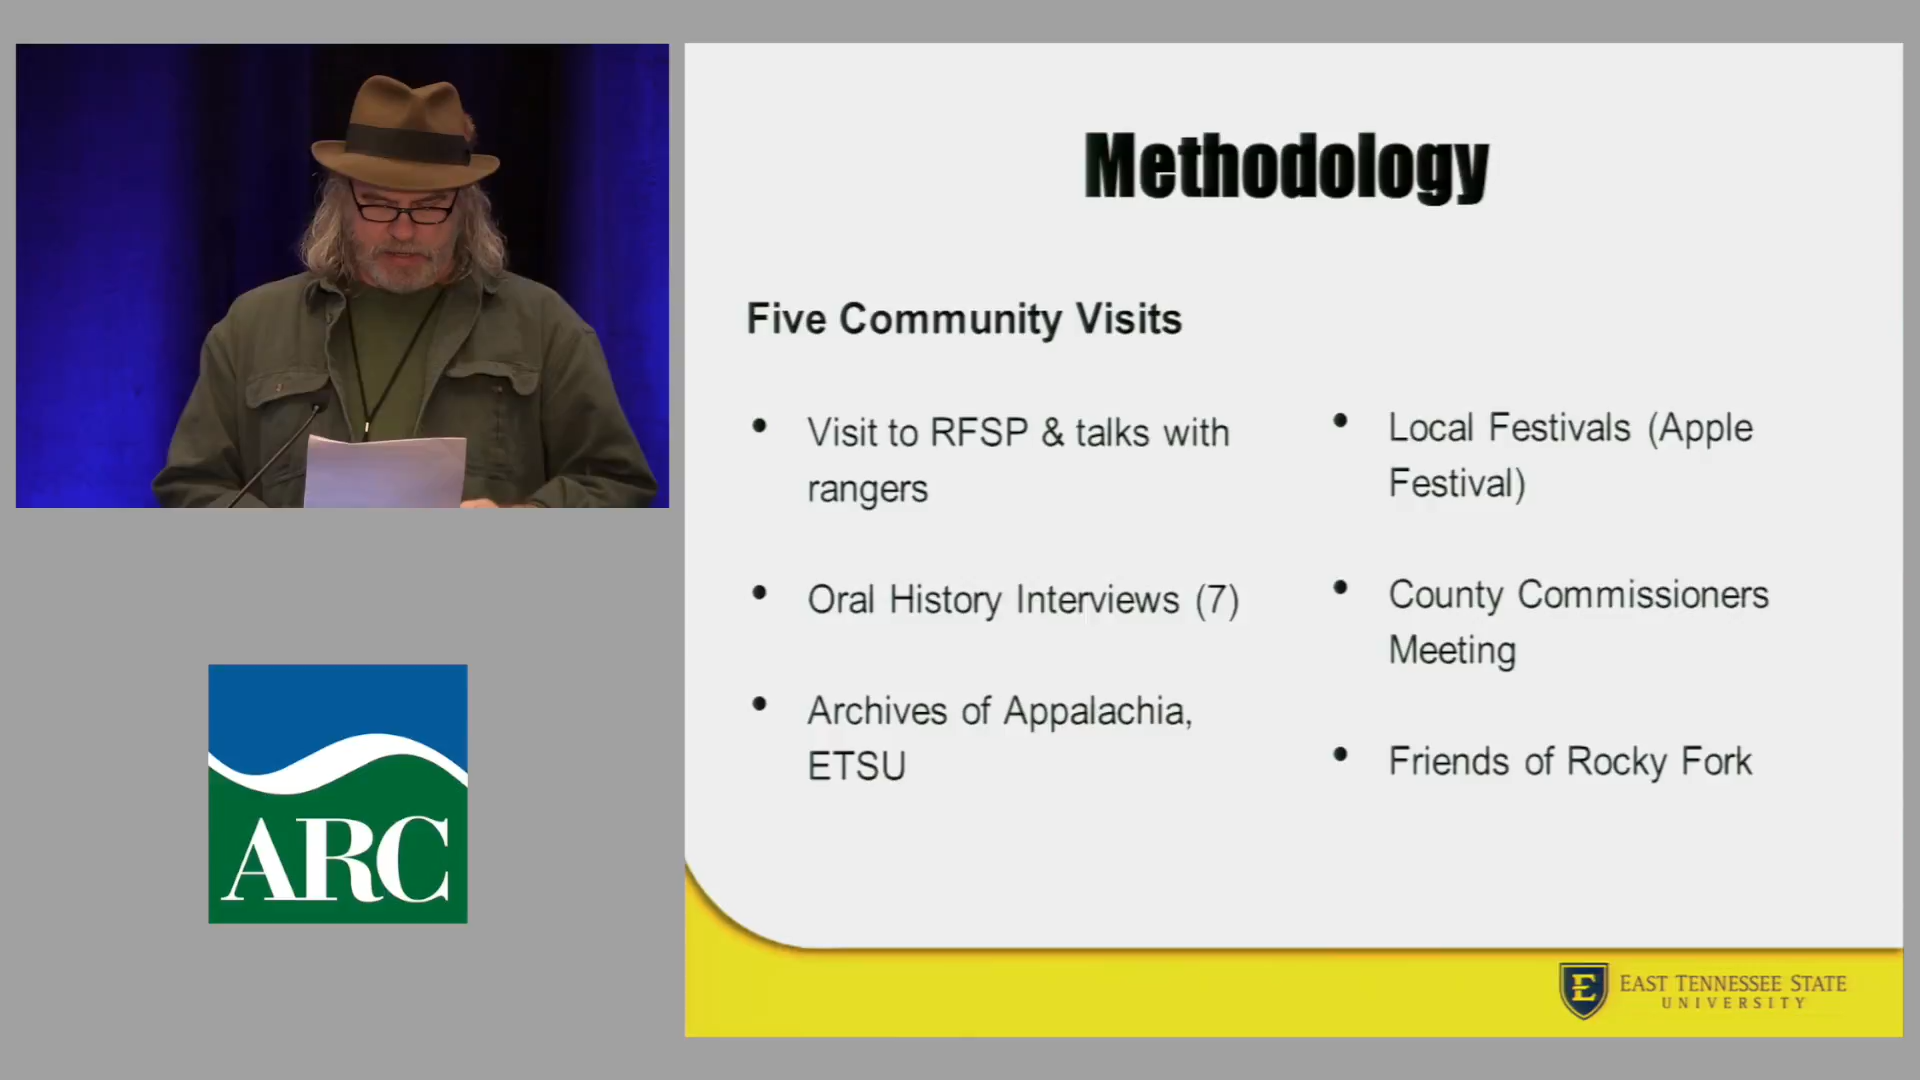 Methodology
Five Community Visits
• Visit to RFSP & talks with
rangers
• Oral History Interviews (7)
• Archives of Appalachia,
ETSU
• Local Festivals (Apple
Festival)
• County Commissioners
Meeting
• Friends of Rocky Fork
ARC
E
EAST TENNESSEE STATE
UNIVERSITY